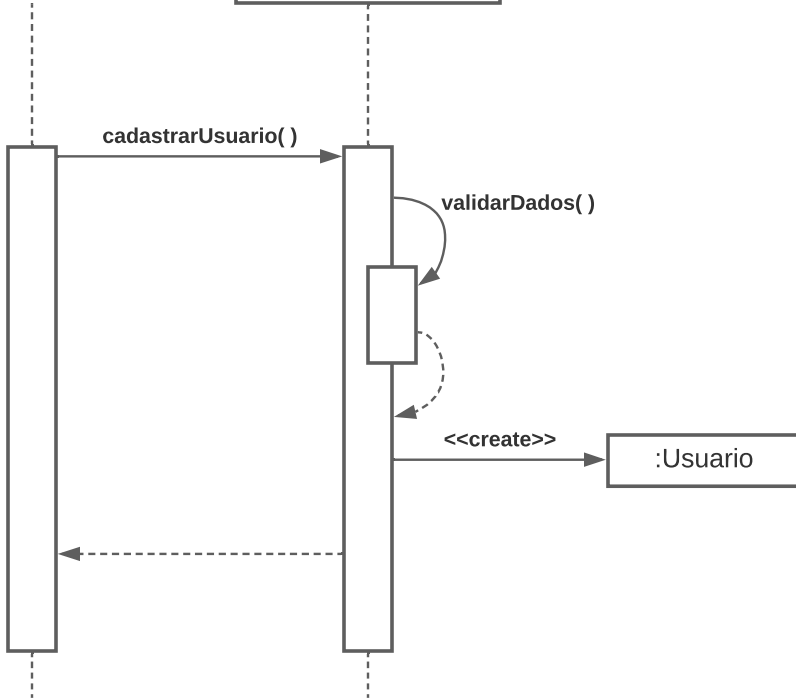 cadastrarUsuario( )
validarDados( )
<<create>>
:Usuario